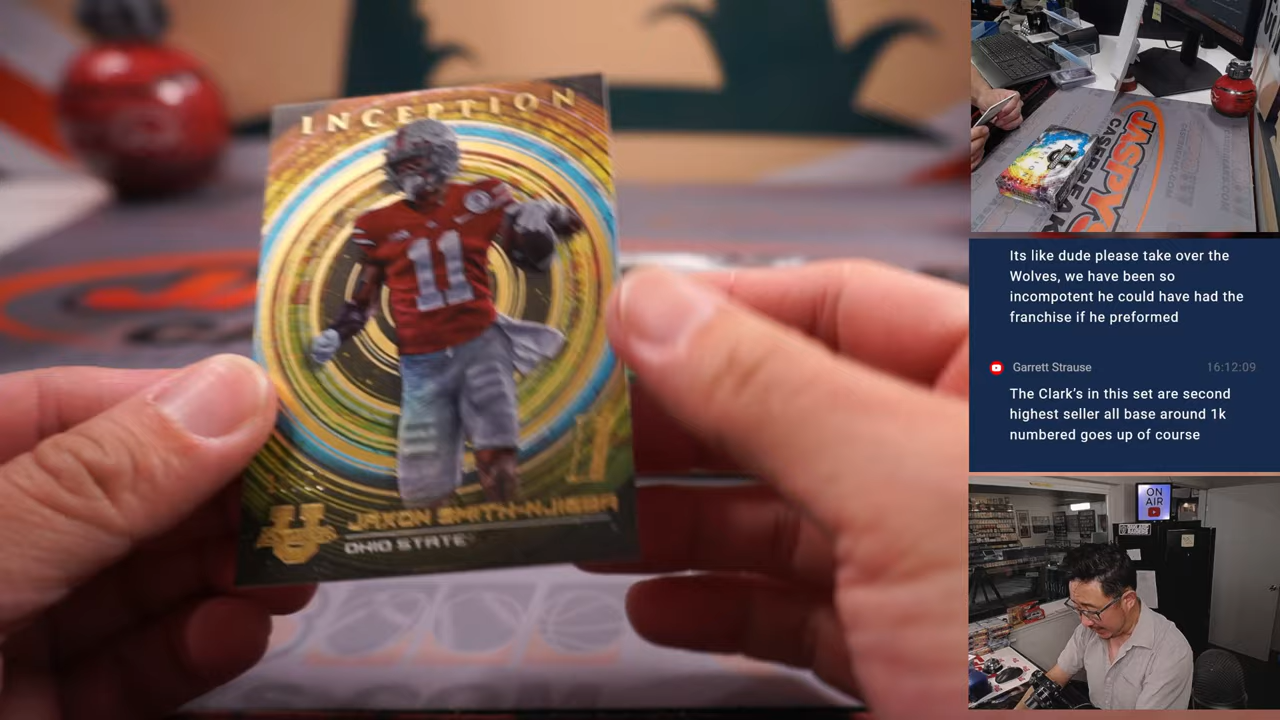 INCEPTION
11
JAXON SMITH-NJIGBA
OHIO STATE
JASPYS
CASEBREAK
Its like dude please take over the
Wolves, we have been so
incompotent he could have had the
franchise if he preformed
Garrett Strause 16:12:09
The Clark's in this set are second
highest seller all base around 1k
numbered goes up of course
ON
AIR